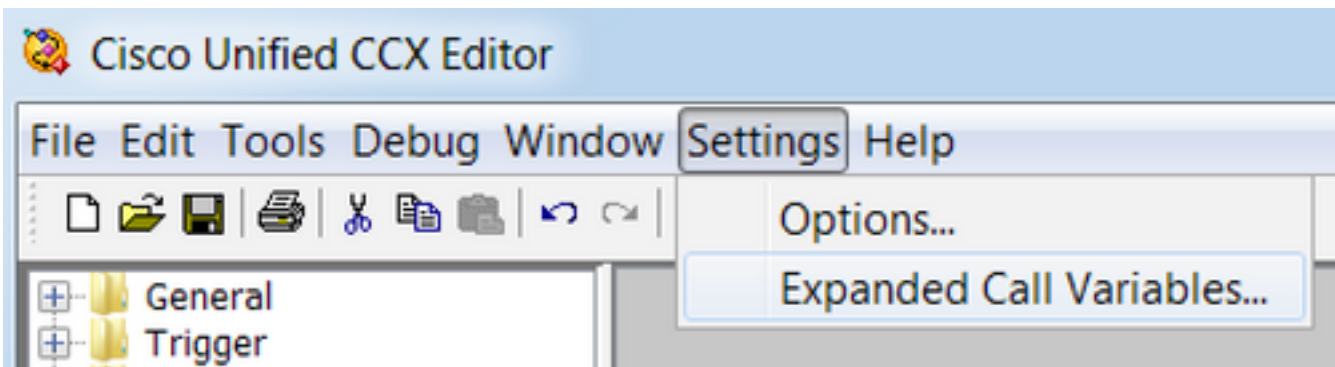 Cisco Unified CCX Editor
File Edit Tools Debug Window Settings Help
Options...
Expanded Call Variables...
General
Trigger